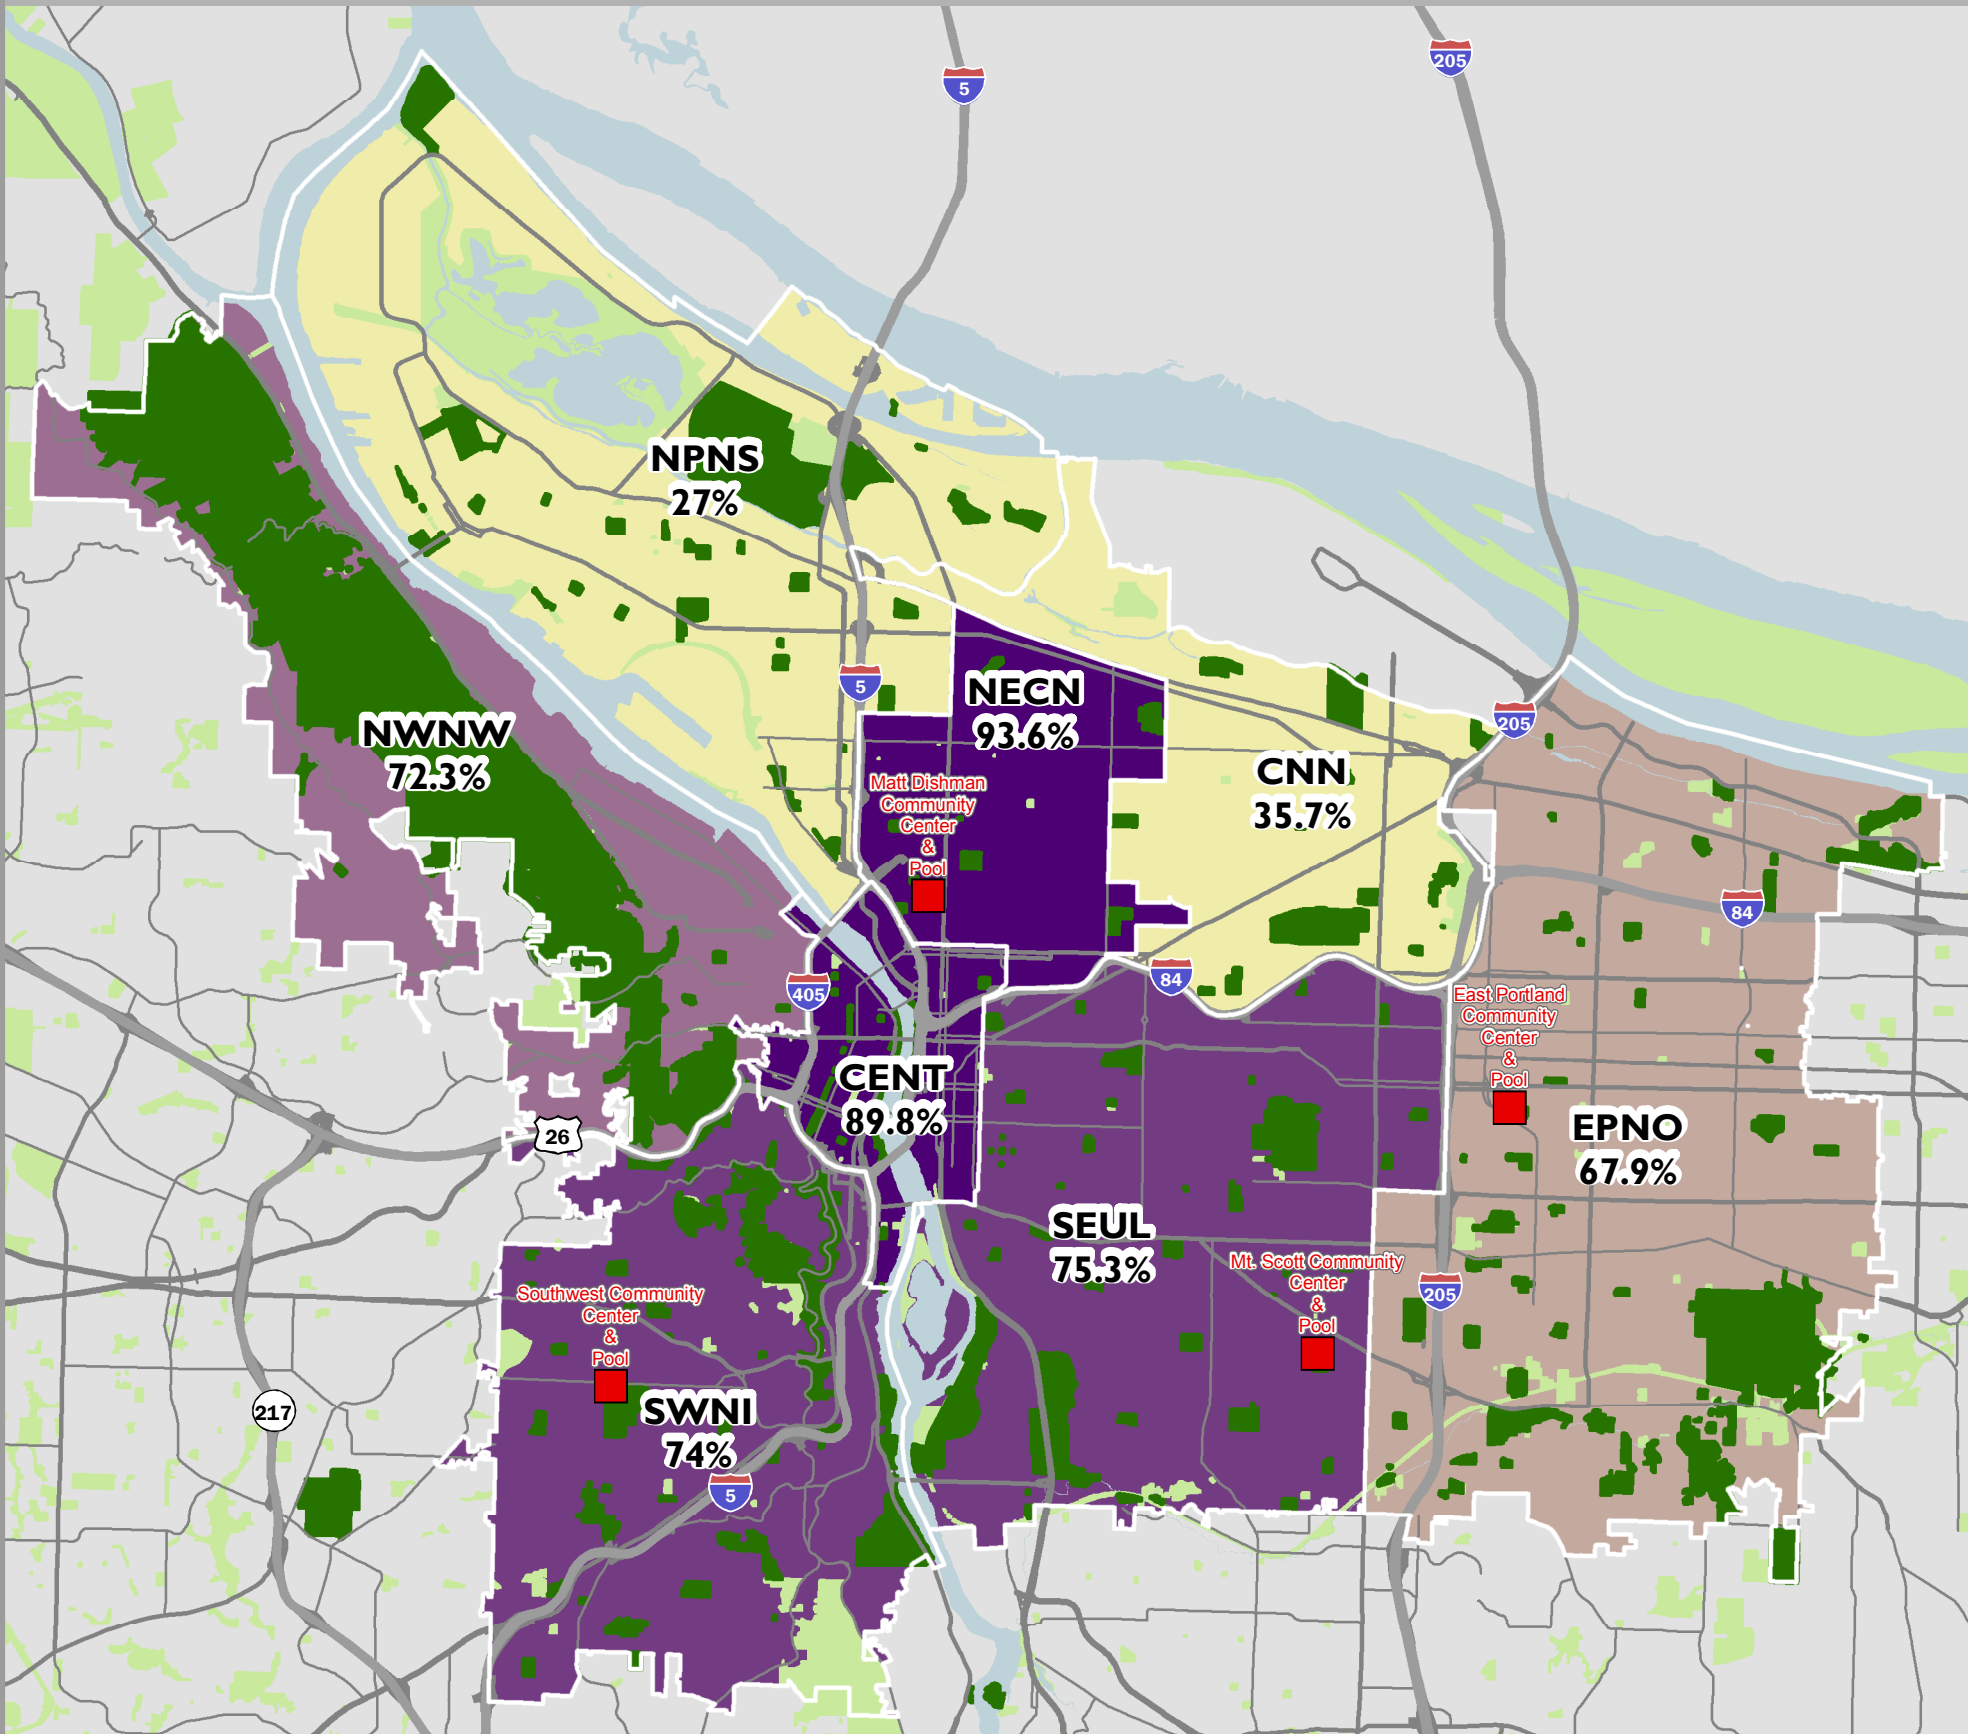 5
205
NPNS
27%
5
NECN
93.6%
205
NWNW
72.3%
CNN
35.7%
Matt Dishman
Community
Center
&
Pool
84
405
84
East Portland
Community
Center
&
Pool
CENT
89.8%
26
EPNO
67.9%
SEUL
75.3%
Mt. Scott Community
Center
&
Pool
205
Southwest Community
Center
&
Pool
217
SWNI
74%
5